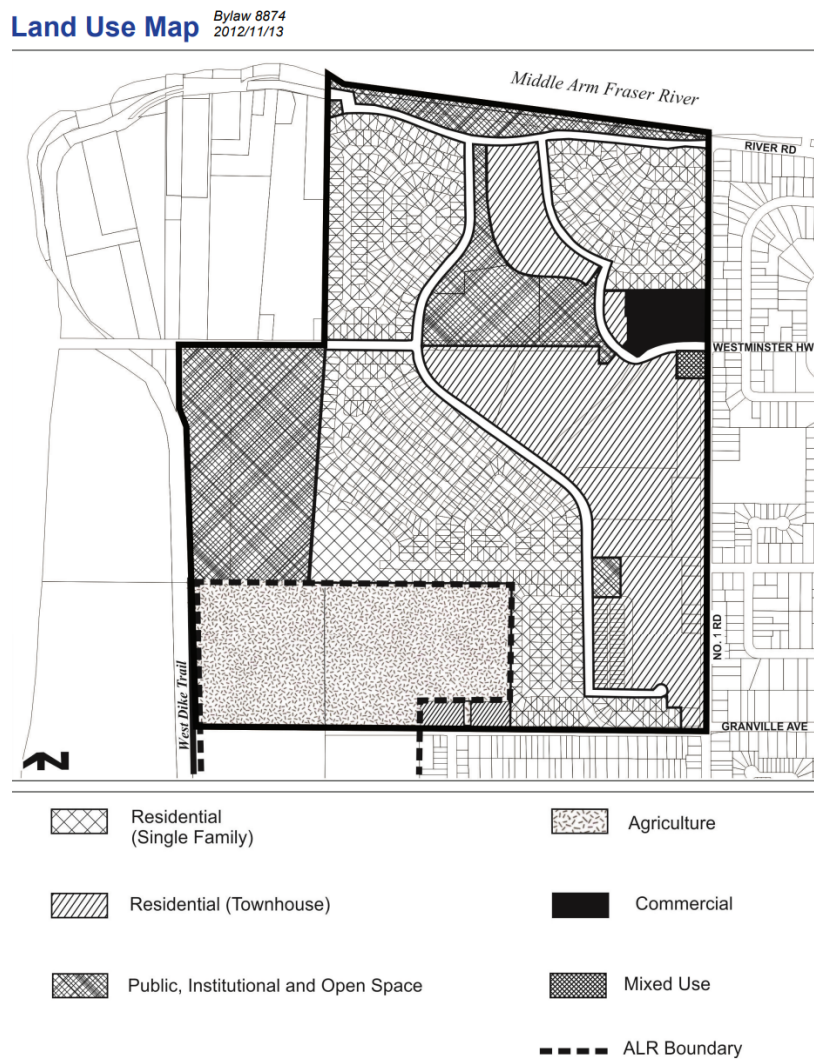 Land Use Map
Bylaw 8874
2012/11/13
Middle Arm Fraser River
RIVER RD
WESTMINSTER HW
NO. 1 RD
West Dike Trail
GRANVILLE AVE
N
Residential
(Single Family)
Agriculture
Residential (Townhouse)
Commercial
Public, Institutional and Open Space
Mixed Use
ALR Boundary